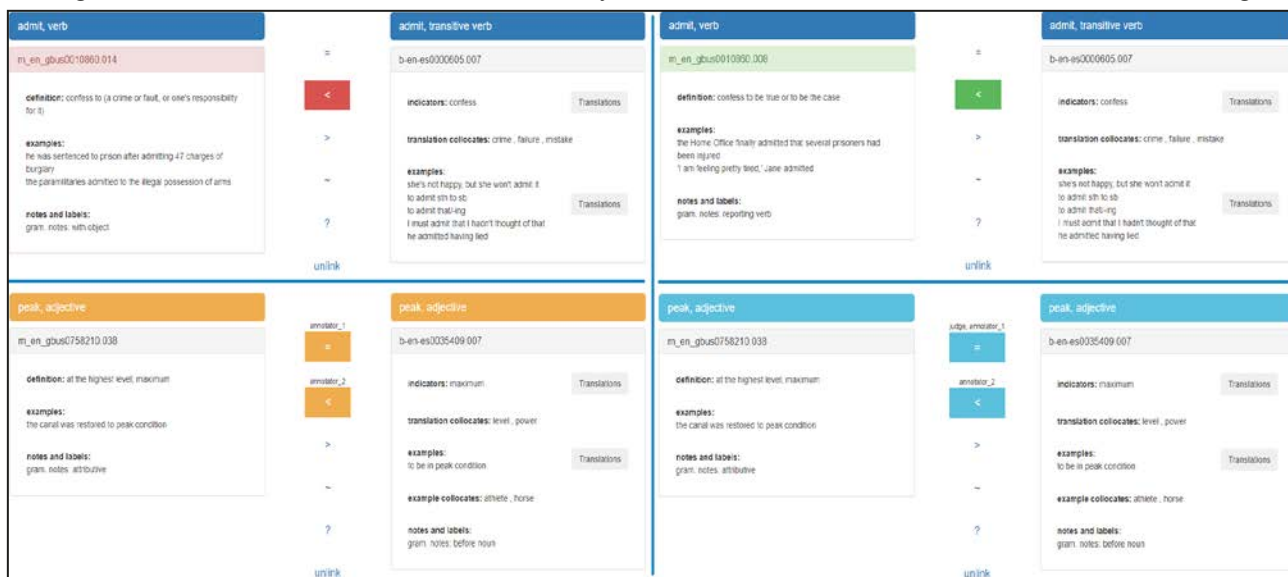 admit, verb
m_en_gbus0010860.014
definition: confess to (a crime or fault, or one's responsibility
for it)
examples:
he was sentenced to prison after admitting 47 charges of
burglary
the paramilitaries admitted to the illegal possession of arms
notes and labels:
gram. notes: with object
=
<
>
~
?
unlink
admit, transitive verb
b-en-es0000605.007
indicators: confess
Translations
translation collocates: crime , failure , mistake
examples:
she's not happy, but she won't admit it
to admit sth to sb
to admit that/-ing
Translations
I must admit that I hadn't thought of that
he admitted having lied
admit, verb
m_en_gbus0010860.008
definition: confess to be true or to be the case
examples:
the Home Office finally admitted that several prisoners had
been injured
'I am feeling pretty tired,' Jane admitted
notes and labels:
gram. notes: reporting verb
=
<
>
~
?
unlink
admit, transitive verb
b-en-es0000605.007
indicators: confess
Translations
translation collocates: crime , failure , mistake
examples:
she's not happy, but she won't admit it
to admit sth to sb
to admit that/-ing
Translations
I must admit that I hadn't thought of that
he admitted having lied
peak, adjective
m_en_gbus0758210.038
definition: at the highest level; maximum
examples:
the canal was restored to peak condition
notes and labels:
gram. notes: attributive
annotator_1
=
annotator_2
<
>
~
?
unlink
peak, adjective
b-en-es0035409.007
indicators: maximum
Translations
translation collocates: level , power
examples:
to be in peak condition
Translations
example collocates: athlete , horse
notes and labels:
gram. notes: before noun
peak, adjective
m_en_gbus0758210.038
definition: at the highest level; maximum
examples:
the canal was restored to peak condition
notes and labels:
gram. notes: attributive
judge, annotator_1
=
annotator_2
<
>
~
?
unlink
peak, adjective
b-en-es0035409.007
indicators: maximum
Translations
translation collocates: level , power
examples:
to be in peak condition
Translations
example collocates: athlete , horse
notes and labels:
gram. notes: before noun